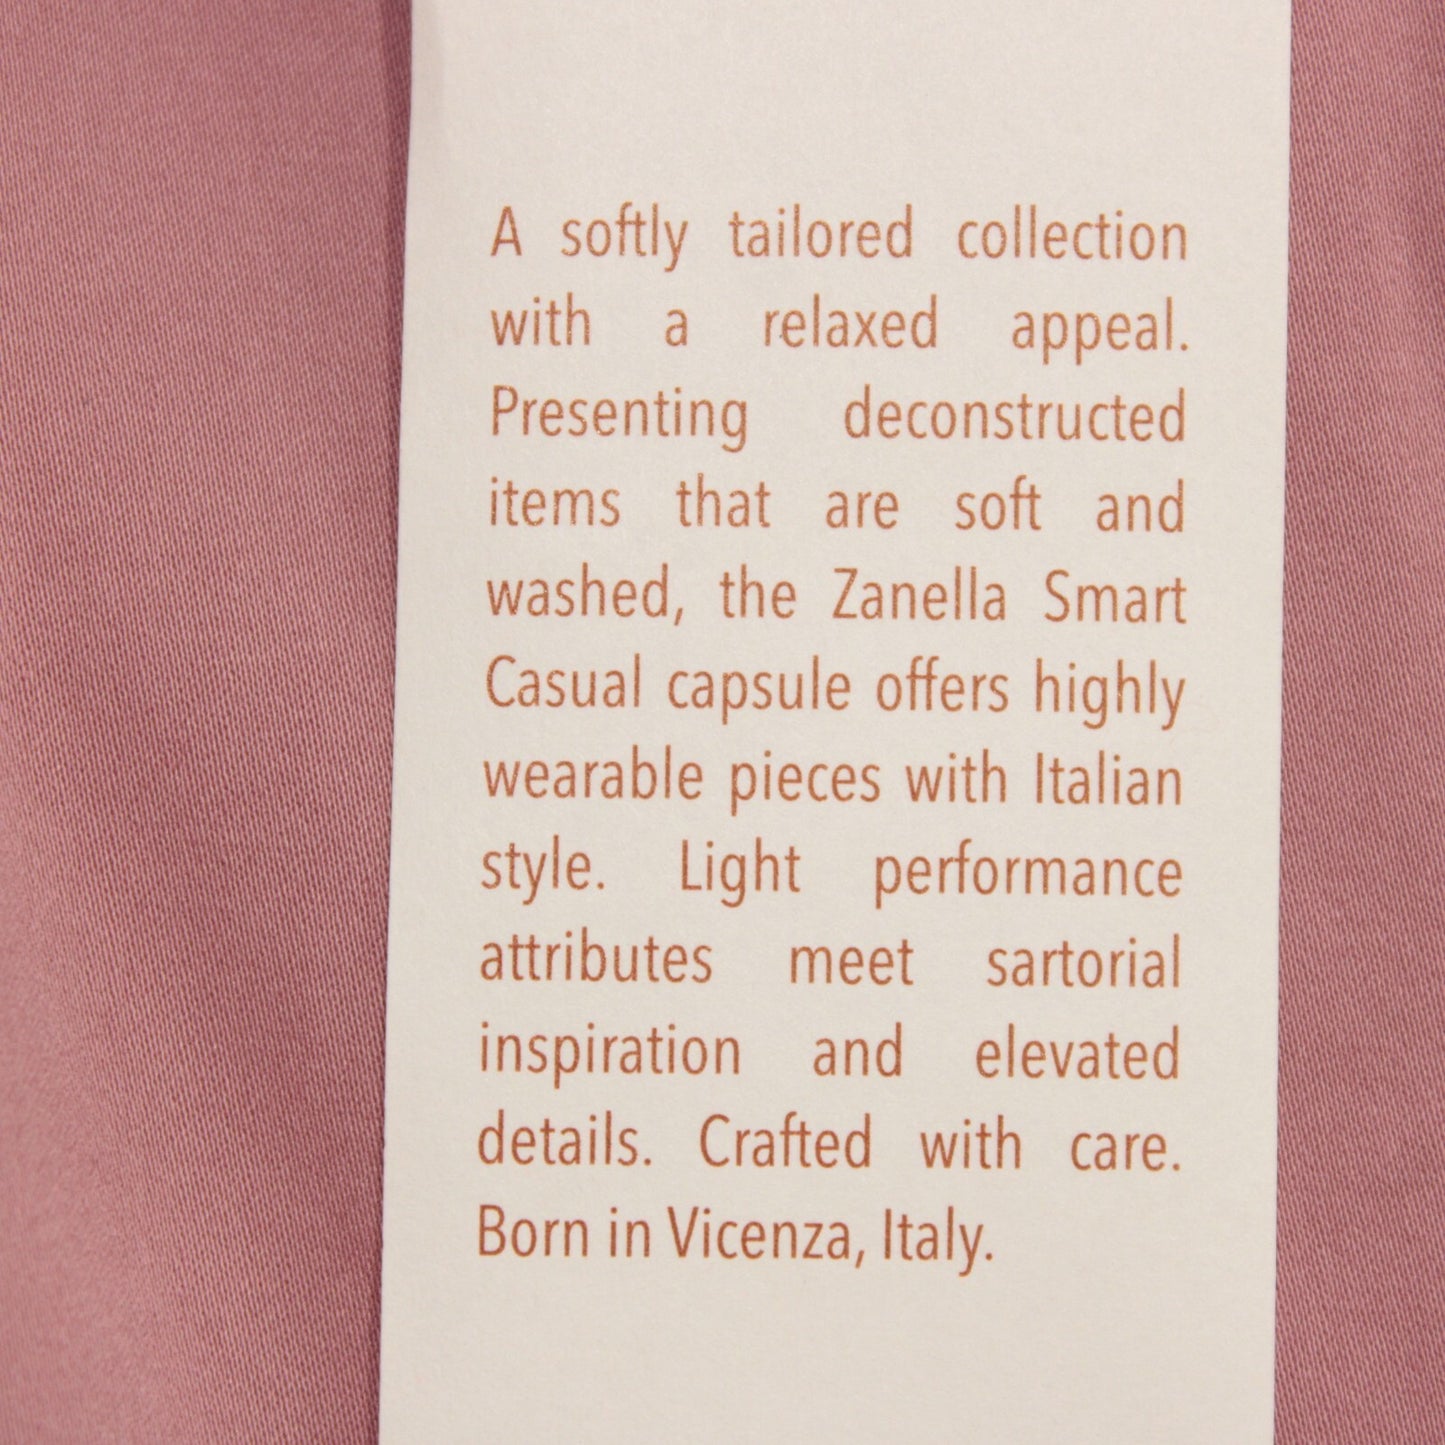 A softly tailored collection
with a relaxed appeal.
Presenting deconstructed
items that are soft and
washed, the Zanella Smart
Casual capsule offers highly
wearable pieces with Italian
style. Light performance
attributes meet sartorial
inspiration and elevated
details. Crafted with care.
Born in Vicenza, Italy.